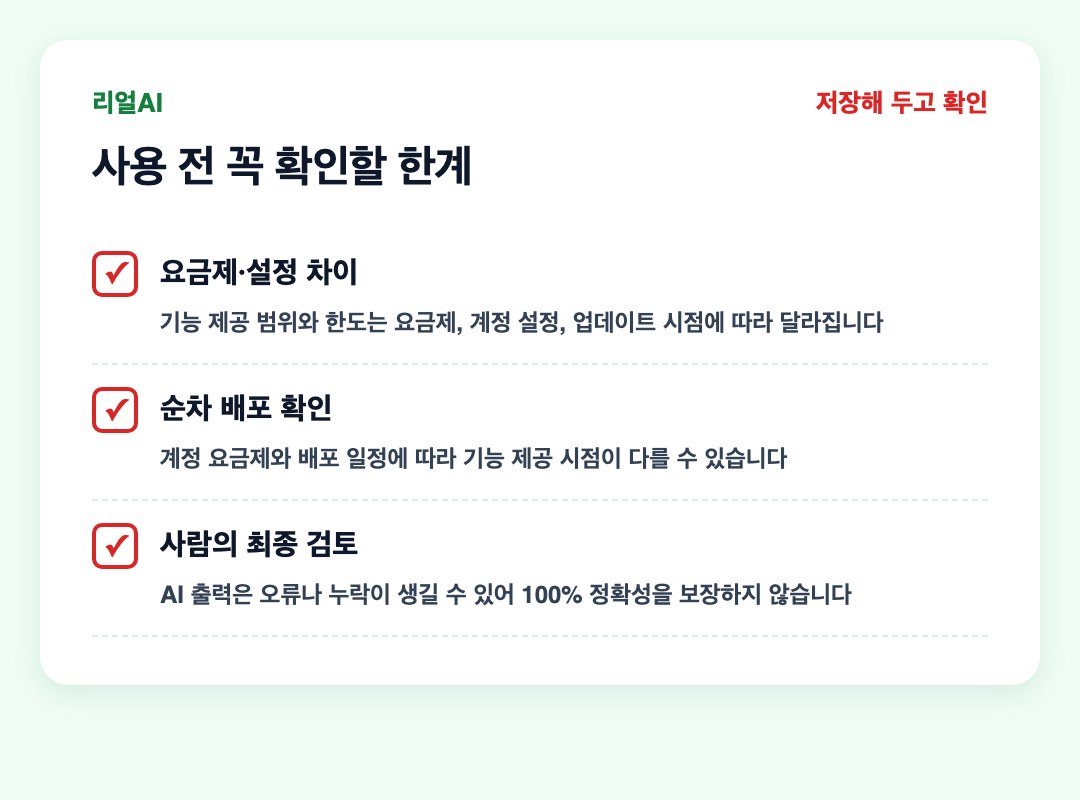 리얼AI
저장해 두고 확인
사용 전 꼭 확인할 한계
요금제·설정 차이
기능 제공 범위와 한도는 요금제, 계정 설정, 업데이트 시점에 따라 달라집니다
순차 배포 확인
계정 요금제와 배포 일정에 따라 기능 제공 시점이 다를 수 있습니다
사람의 최종 검토
AI 출력은 오류나 누락이 생길 수 있어 100% 정확성을 보장하지 않습니다